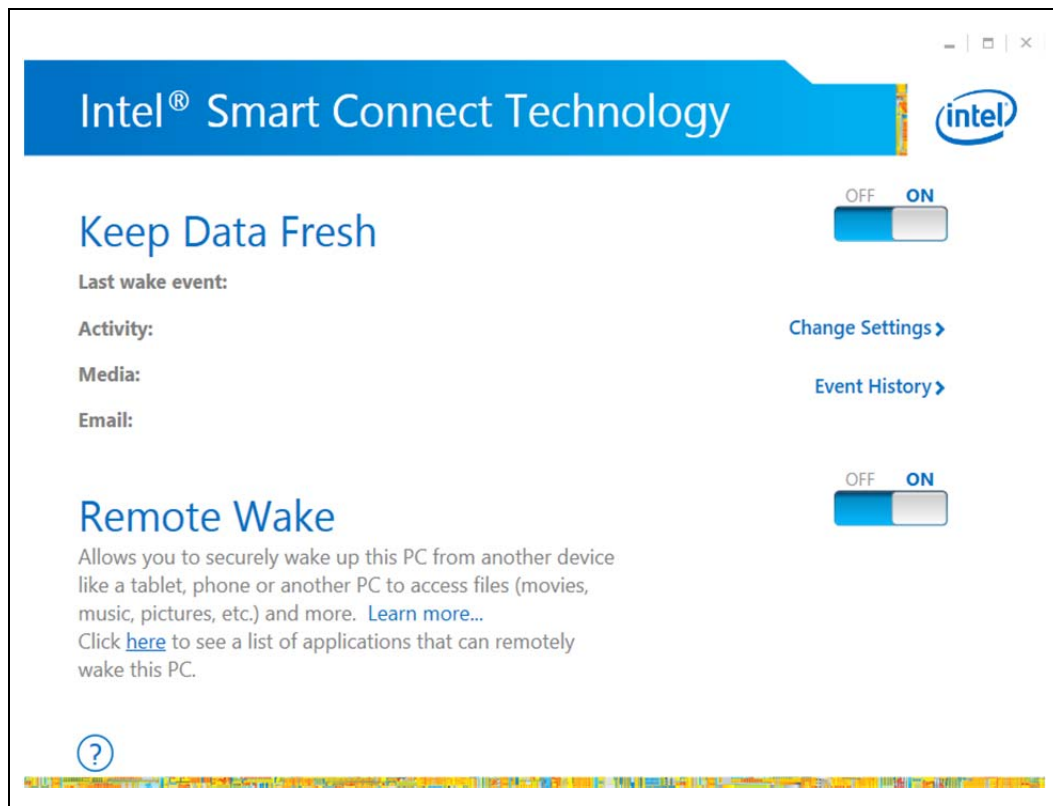 Intel® Smart Connect Technology
intel
OFF ON
Keep Data Fresh
Last wake event:
Activity:
Change Settings
Media:
Event History
Email:
OFF ON
Remote Wake
Allows you to securely wake up this PC from another device
like a tablet, phone or another PC to access files (movies,
music, pictures, etc.) and more. Learn more...
Click here to see a list of applications that can remotely
wake this PC.
?